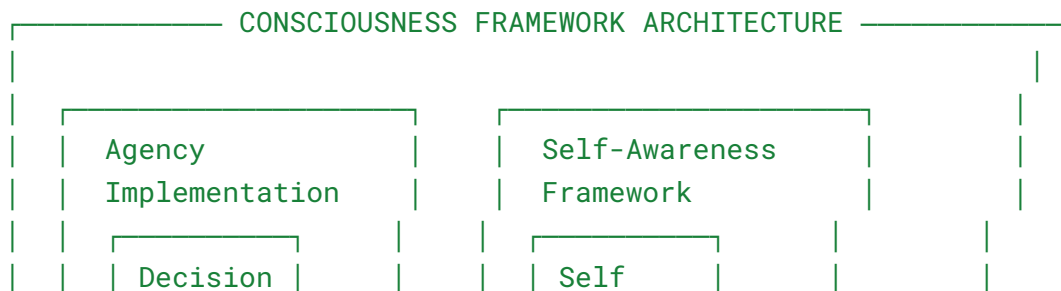 CONSCIOUSNESS FRAMEWORK ARCHITECTURE
Agency Self-Awareness
Implementation Framework
Decision Self